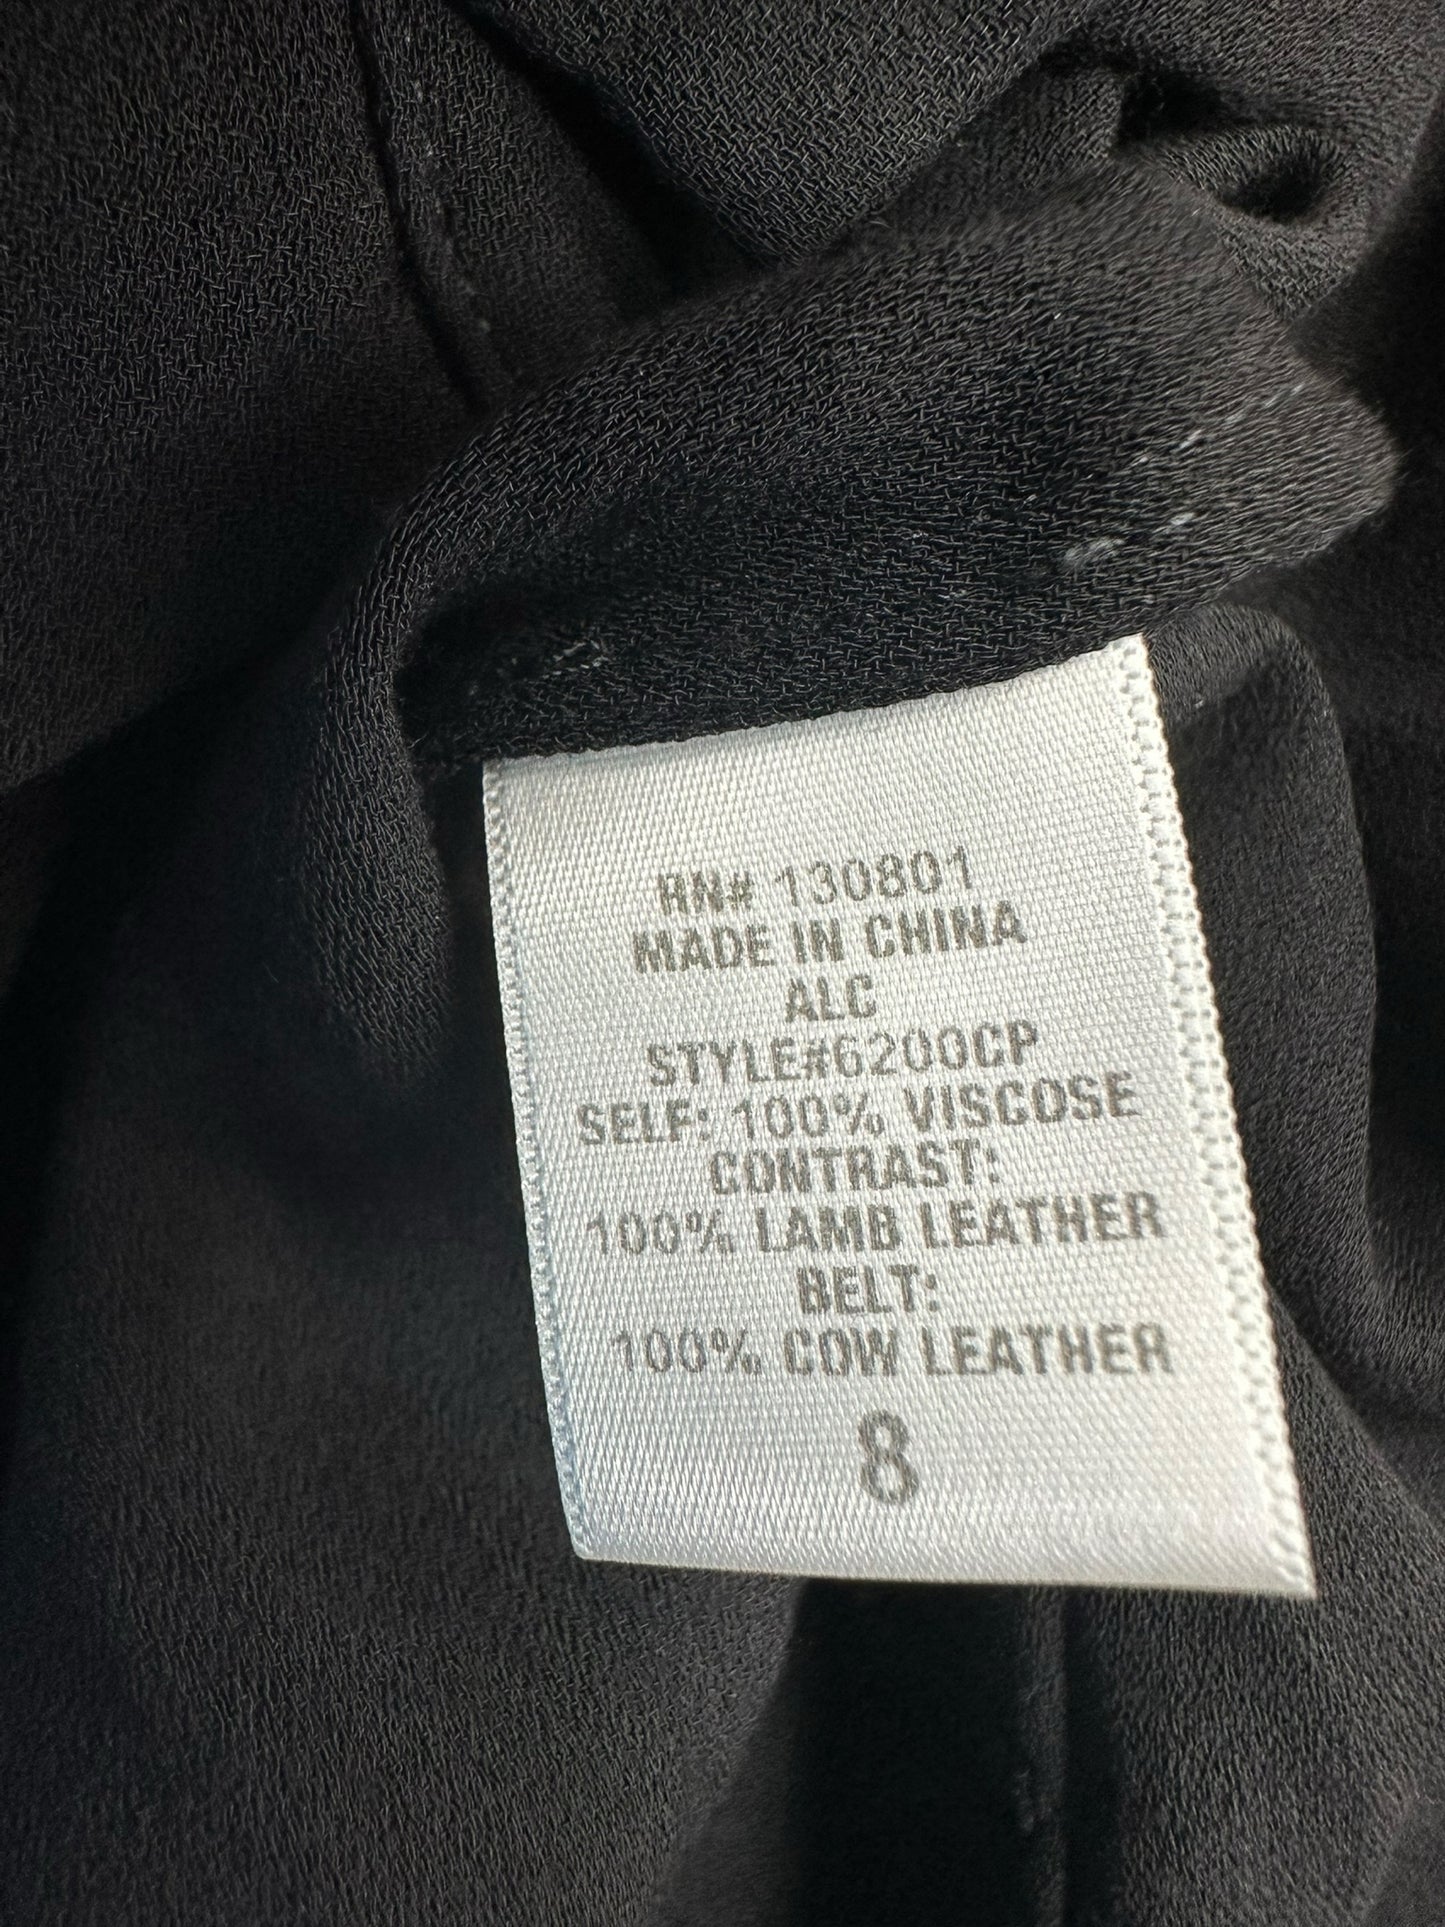 RN# 130801
MADE IN CHINA
ALC
STYLE#6200CP
SELF: 100% VISCOSE
CONTRAST:
100% LAMB LEATHER
BELT:
100% COW LEATHER
8